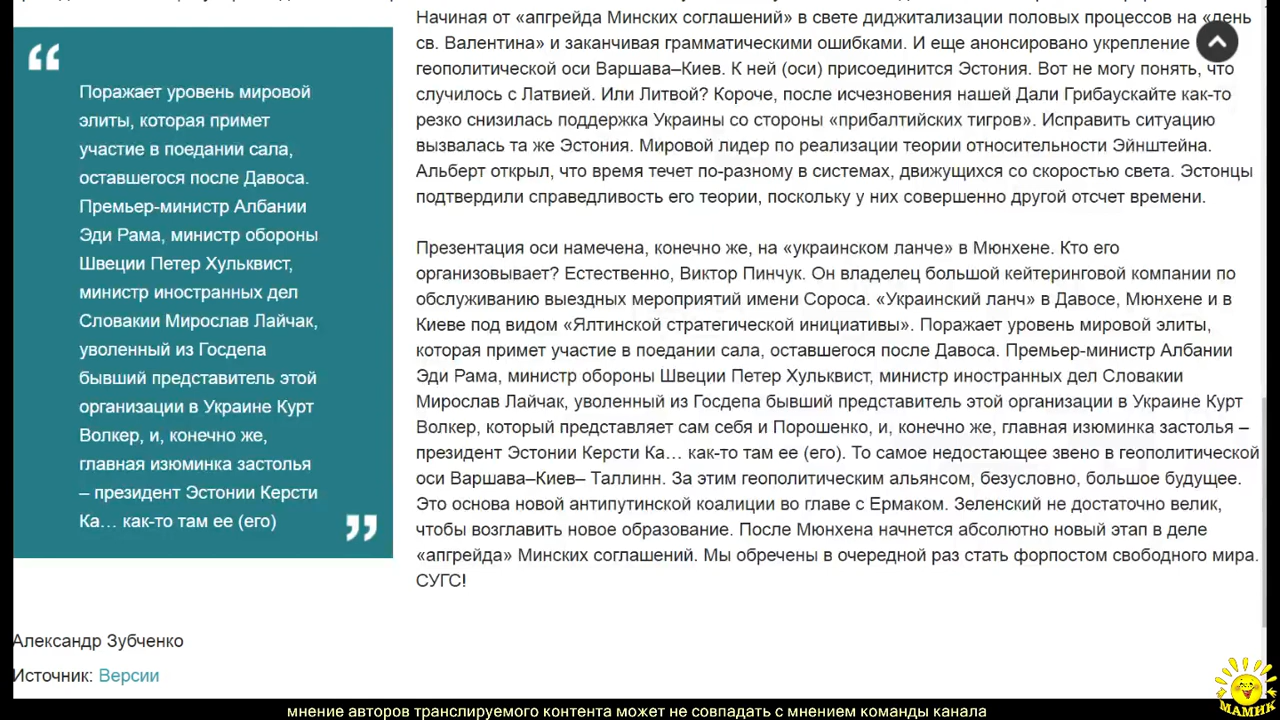 Начиная от «апгрейда Минских соглашений» в свете диджитализации половых процессов на «день
св. Валентина» и заканчивая грамматическими ошибками. И еще анонсировано укрепление
геополитической оси Варшава–Киев. К ней (оси) присоединится Эстония. Вот не могу понять, что
случилось с Латвией. Или Литвой? Короче, после исчезновения нашей Дали Грибаускайте как-то
резко снизилась поддержка Украины со стороны «прибалтийских тигров». Исправить ситуацию
вызвалась та же Эстония. Мировой лидер по реализации теории относительности Эйнштейна.
Альберт открыл, что время течет по-разному в системах, движущихся со скоростью света. Эстонцы
подтвердили справедливость его теории, поскольку у них совершенно другой отсчет времени.
“
Поражает уровень мировой
элиты, которая примет
участие в поедании сала,
оставшегося после Давоса.
Премьер-министр Албании
Эди Рама, министр обороны
Швеции Петер Хульквист,
министр иностранных дел
Словакии Мирослав Лайчак,
уволенный из Госдепа
бывший представитель этой
организации в Украине Курт
Волкер, и, конечно же,
главная изюминка застолья
– президент Эстонии Керсти
Ка… как-то там ее (его)
”
Презентация оси намечена, конечно же, на «украинском ланче» в Мюнхене. Кто его
организовывает? Естественно, Виктор Пинчук. Он владелец большой кейтеринговой компании по
обслуживанию выездных мероприятий имени Сороса. «Украинский ланч» в Давосе, Мюнхене и в
Киеве под видом «Ялтинской стратегической инициативы». Поражает уровень мировой элиты,
которая примет участие в поедании сала, оставшегося после Давоса. Премьер-министр Албании
Эди Рама, министр обороны Швеции Петер Хульквист, министр иностранных дел Словакии
Мирослав Лайчак, уволенный из Госдепа бывший представитель этой организации в Украине Курт
Волкер, который представляет сам себя и Порошенко, и, конечно же, главная изюминка застолья –
президент Эстонии Керсти Ка… как-то там ее (его). То самое недостающее звено в геополитической
оси Варшава–Киев– Таллинн. За этим геополитическим альянсом, безусловно, большое будущее.
Это основа новой антипутинской коалиции во главе с Ермаком. Зеленский не достаточно велик,
чтобы возглавить новое образование. После Мюнхена начнется абсолютно новый этап в деле
«апгрейда» Минских соглашений. Мы обречены в очередной раз стать форпостом свободного мира.
СУГС!
Александр Зубченко
Источник: Версии
МАМИК
мнение авторов транслируемого контента может не совпадать с мнением команды канала